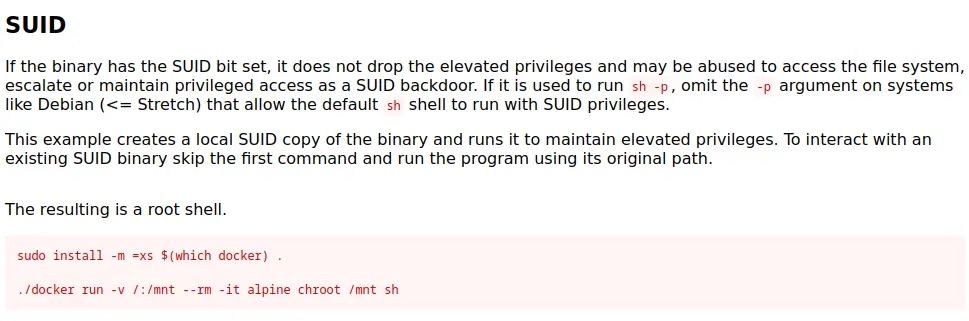 SUID
If the binary has the SUID bit set, it does not drop the elevated privileges and may be abused to access the file system,
escalate or maintain privileged access as a SUID backdoor. If it is used to run sh -p, omit the -p argument on systems
like Debian (<= Stretch) that allow the default sh shell to run with SUID privileges.
This example creates a local SUID copy of the binary and runs it to maintain elevated privileges. To interact with an
existing SUID binary skip the first command and run the program using its original path.
The resulting is a root shell.
sudo install -m =xs $(which docker) .
./docker run -v /:/mnt --rm -it alpine chroot /mnt sh